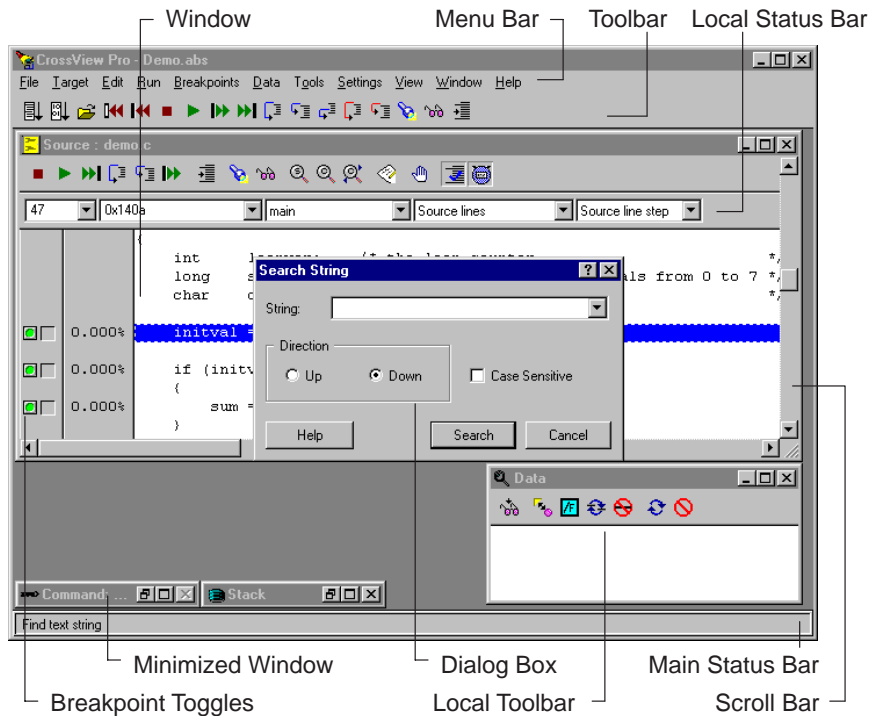 Window Menu Bar Toolbar Local Status Bar
CrossView Pro - Demo.abs
File Target Edit Run Breakpoints Data Tools Settings View Window Help
Source : demo.c
47 0x140a main Source lines Source line step
{
int /* the loop counter */
long als from 0 to 7 */
char */
Search String
String:
0.000% initval =
Direction
Up Down Case Sensitive
0.000% if (initv
{
0.000% sum =
}
Help Search Cancel
Data
/F
Command: ... Stack
Find text string
Minimized Window Dialog Box Main Status Bar
Breakpoint Toggles Local Toolbar Scroll Bar